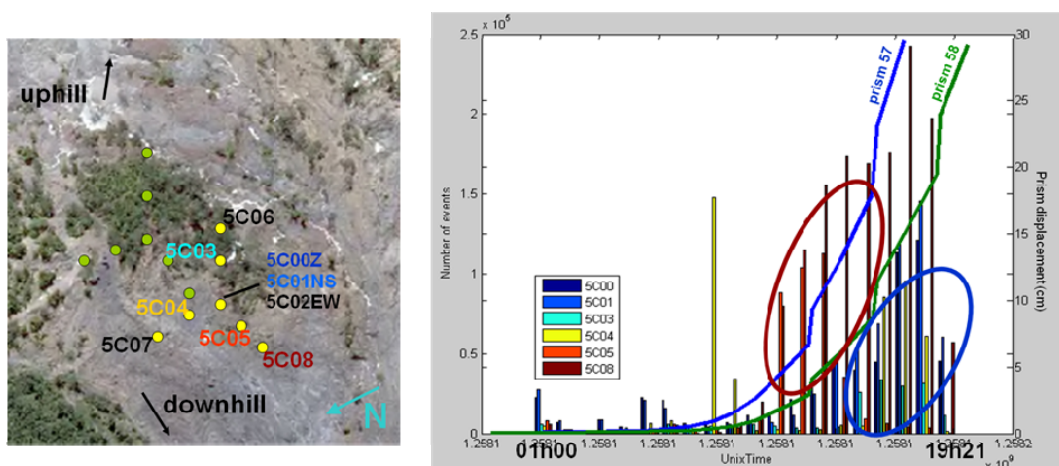 uphill
5C06
5C03
5C00Z
5C01NS
5C02EW
5C04
5C05
5C07
5C08
downhill
N
× 10^5
2.5
2
1.5
1
0.5
0
Number of events
30
25
20
15
10
5
0
Prism displacement (cm)
prism 57
prism 58
5C00
5C01
5C03
5C04
5C05
5C08
1.2581 1.2581 1.2581 1.2581 1.2581 1.2581 1.2581 1.2581 1.2581 1.2582
01h00
UnixTime
19h21
× 10^9